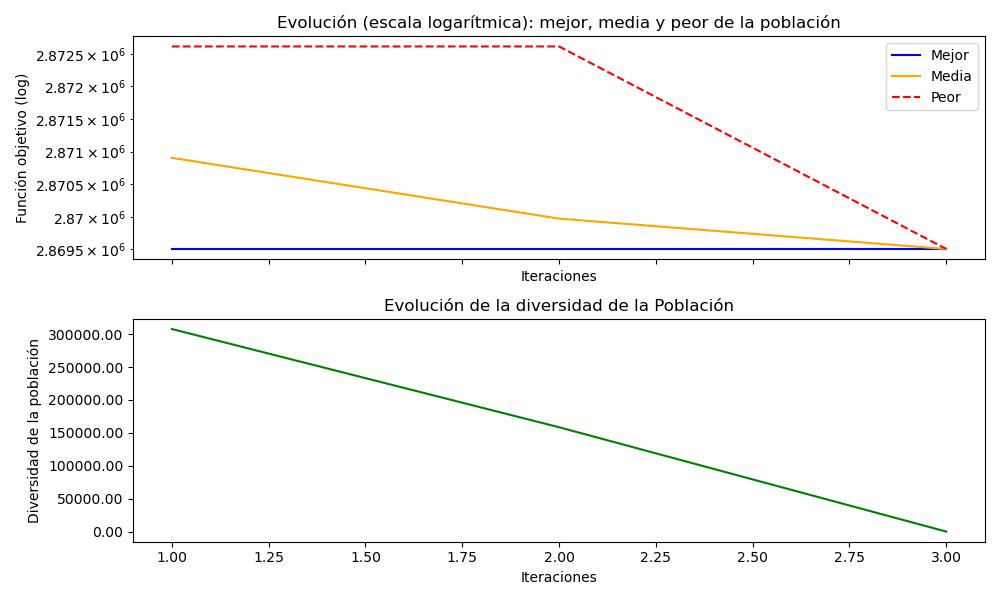 Evolución (escala logarítmica): mejor, media y peor de la población
Función objetivo (log)
2.8725 × 10⁶
2.872 × 10⁶
2.8715 × 10⁶
2.871 × 10⁶
2.8705 × 10⁶
2.87 × 10⁶
2.8695 × 10⁶
Mejor
Media
Peor
Iteraciones
Evolución de la diversidad de la Población
Diversidad de la población
300000.00
250000.00
200000.00
150000.00
100000.00
50000.00
0.00
1.00 1.25 1.50 1.75 2.00 2.25 2.50 2.75 3.00
Iteraciones